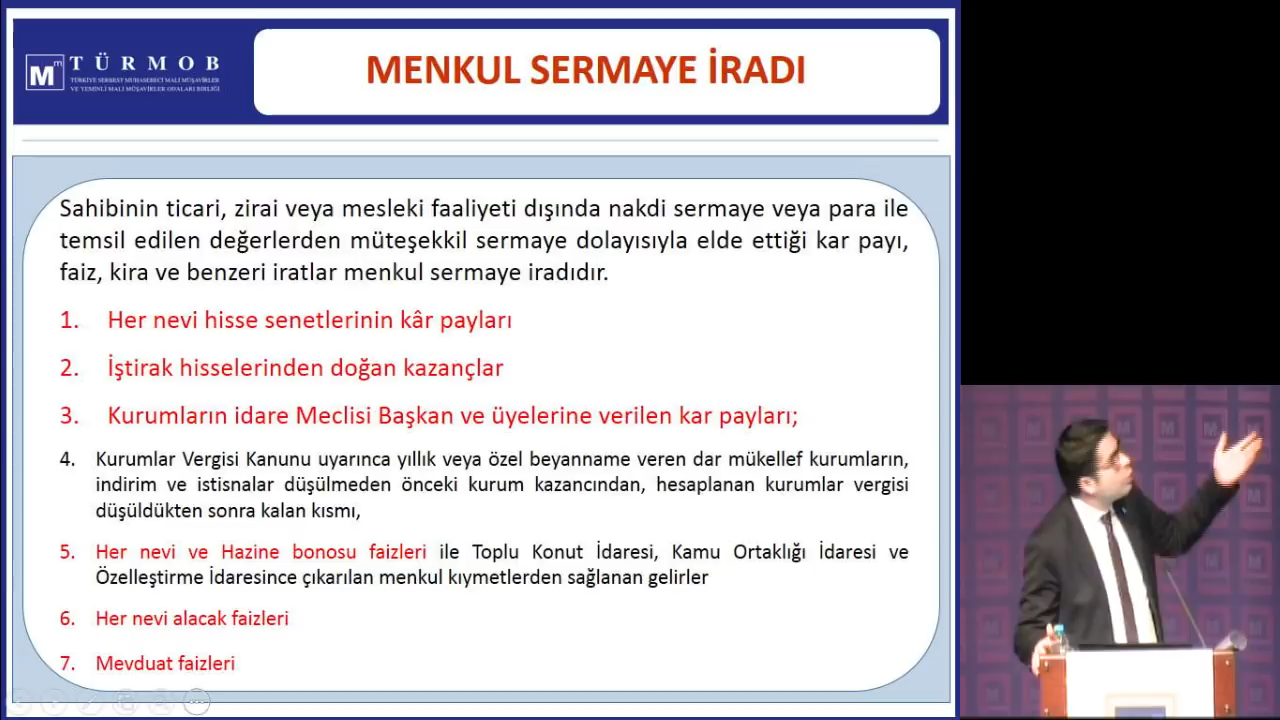 TÜRMOB
TÜRKİYE SERBEST MUHASEBECİ MALİ MÜŞAVİRLER
VE YEMİNLİ MALİ MÜŞAVİRLER ODALARI BİRLİĞİ
MENKUL SERMAYE İRADI
Sahibinin ticari, zirai veya mesleki faaliyeti dışında nakdi sermaye veya para ile
temsil edilen değerlerden müteşekkil sermaye dolayısıyla elde ettiği kar payı,
faiz, kira ve benzeri iratlar menkul sermaye iradıdır.
1. Her nevi hisse senetlerinin kâr payları
2. İştirak hisselerinden doğan kazançlar
3. Kurumların idare Meclisi Başkan ve üyelerine verilen kar payları;
4. Kurumlar Vergisi Kanunu uyarınca yıllık veya özel beyanname veren dar mükellef kurumların,
indirim ve istisnalar düşülmeden önceki kurum kazancından, hesaplanan kurumlar vergisi
düşüldükten sonra kalan kısmı,
5. Her nevi ve Hazine bonosu faizleri ile Toplu Konut İdaresi, Kamu Ortaklığı İdaresi ve
Özelleştirme İdaresince çıkarılan menkul kıymetlerden sağlanan gelirler
6. Her nevi alacak faizleri
7. Mevduat faizleri